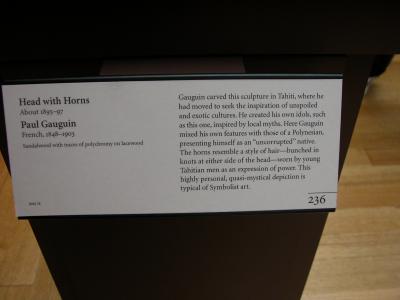 Head with Horns
About 1895–97
Paul Gauguin
French, 1848–1903
Sandalwood with traces of polychromy on lacewood
Gauguin carved this sculpture in Tahiti, where he
had moved to seek the inspiration of unspoiled
and exotic cultures. He created his own idols, such
as this one, inspired by local myths. Here Gauguin
mixed his own features with those of a Polynesian,
presenting himself as an “uncorrupted” native.
The horns resemble a style of hair—bunched in
knots at either side of the head—worn by young
Tahitian men as an expression of power. This
highly personal, quasi-mystical depiction is
typical of Symbolist art.
236